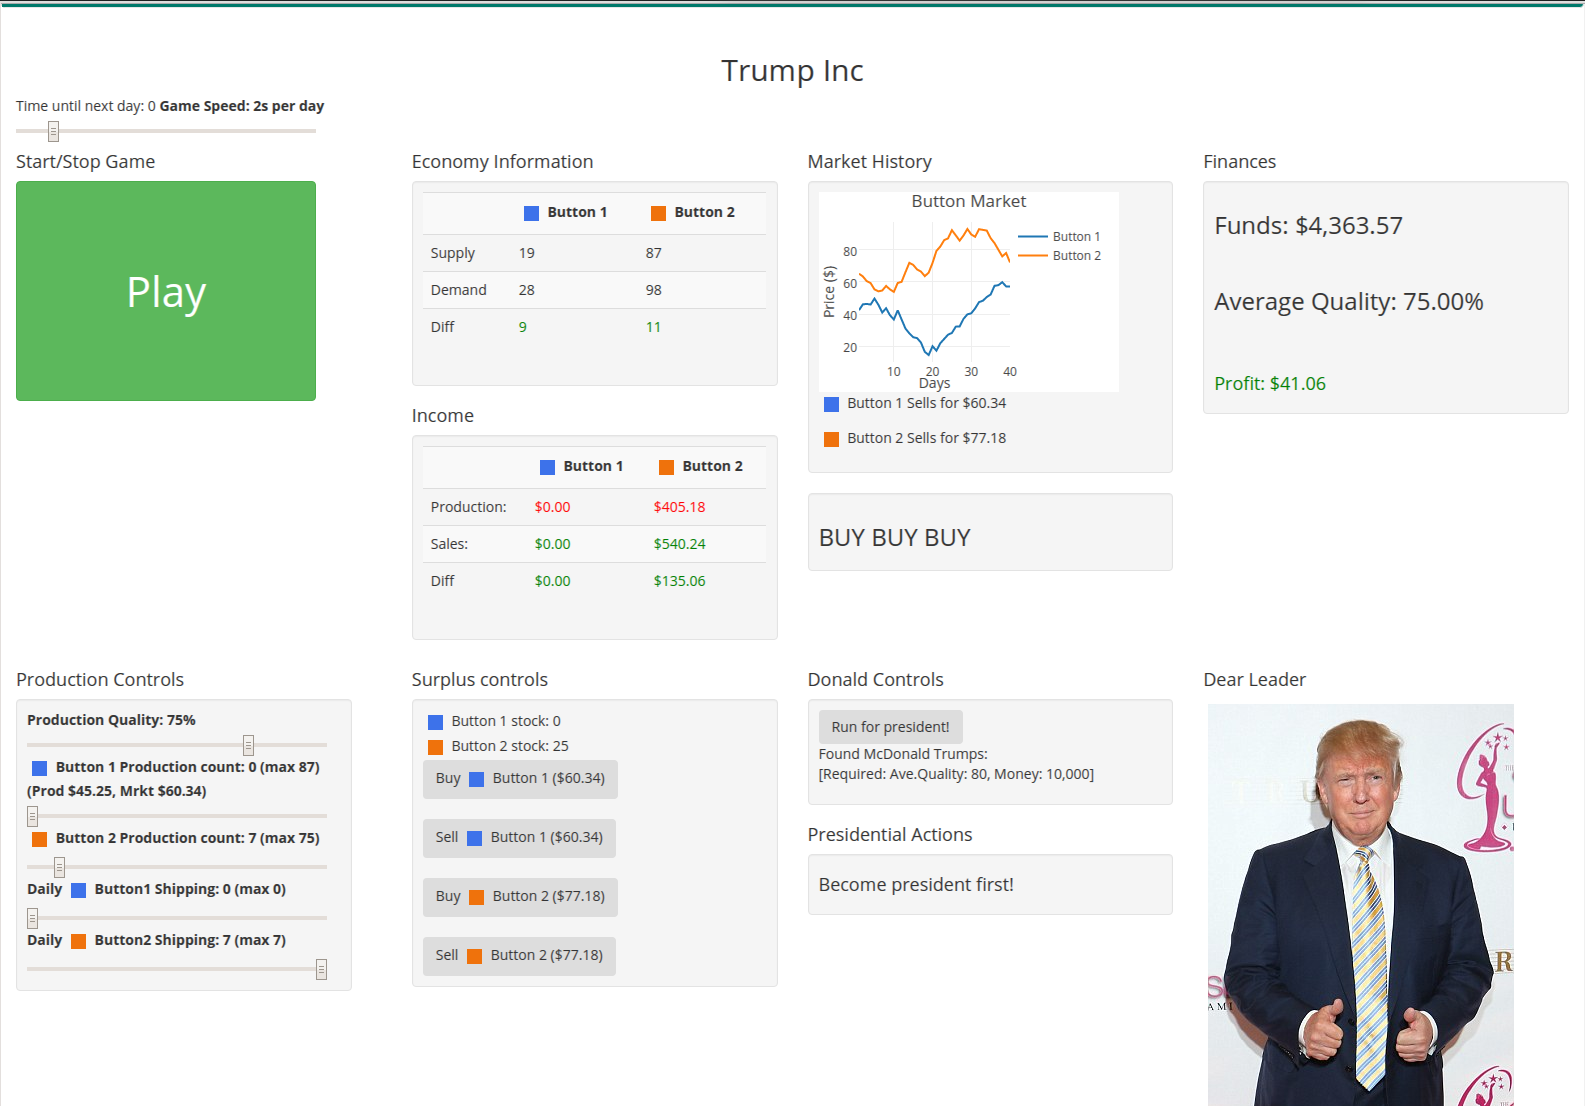 Trump Inc
Time until next day: 0 Game Speed: 2s per day
Start/Stop Game
Play
Economy Information
Button 1 Button 2
Supply 19 87
Demand 28 98
Diff 9 11
Income
Button 1 Button 2
Production: $0.00 $405.18
Sales: $0.00 $540.24
Diff $0.00 $135.06
Market History
Button Market
Button 1
Button 2
Price ($)
80
60
40
20
10 20 30 40
Days
Button 1 Sells for $60.34
Button 2 Sells for $77.18
BUY BUY BUY
Finances
Funds: $4,363.57
Average Quality: 75.00%
Profit: $41.06
Production Controls
Production Quality: 75%
Button 1 Production count: 0 (max 87)
(Prod $45.25, Mrkt $60.34)
Button 2 Production count: 7 (max 75)
Daily Button1 Shipping: 0 (max 0)
Daily Button2 Shipping: 7 (max 7)
Surplus controls
Button 1 stock: 0
Button 2 stock: 25
Buy Button 1 ($60.34)
Sell Button 1 ($60.34)
Buy Button 2 ($77.18)
Sell Button 2 ($77.18)
Donald Controls
Run for president!
Found McDonald Trumps:
[Required: Ave.Quality: 80, Money: 10,000]
Presidential Actions
Become president first!
Dear Leader